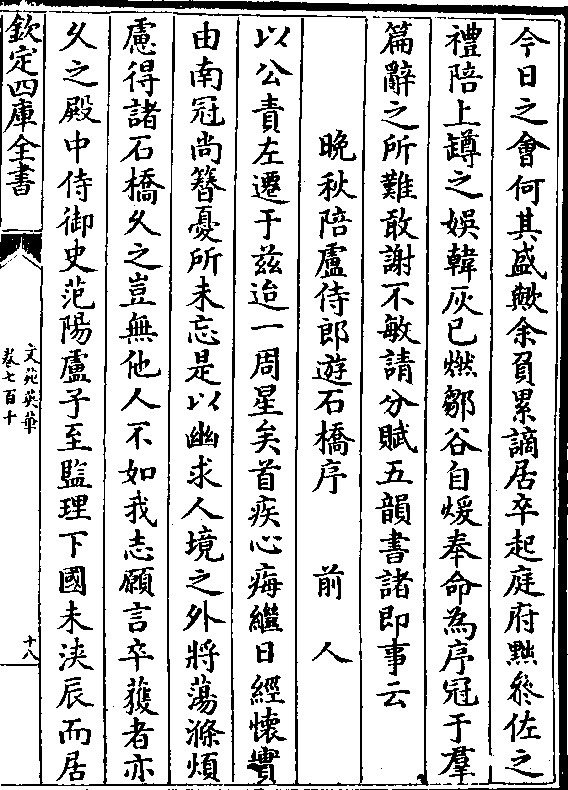 今日之會何其盛歟余負累謫居卒起庭府㸃叅佐之
禮陪上罇之娛韓灰已燃鄒谷自煖奉命為序冠于羣
篇辭之所難敢謝不敏請分賦五韻書諸即事云
晚秋陪盧侍郎遊石橋序 前人
以公責左遷于兹迨一周星矣首疾心痗繼日經懷實
由南冠尚簮憂所未忘是以幽求人境之外將蕩滌煩
慮得諸石橋乆之豈無他人不如我志願言卒獲者亦
乆之殿中侍御史范陽盧子至監理下國未浹辰而居
欽定四庫全書
文苑英華
卷七百十
十八